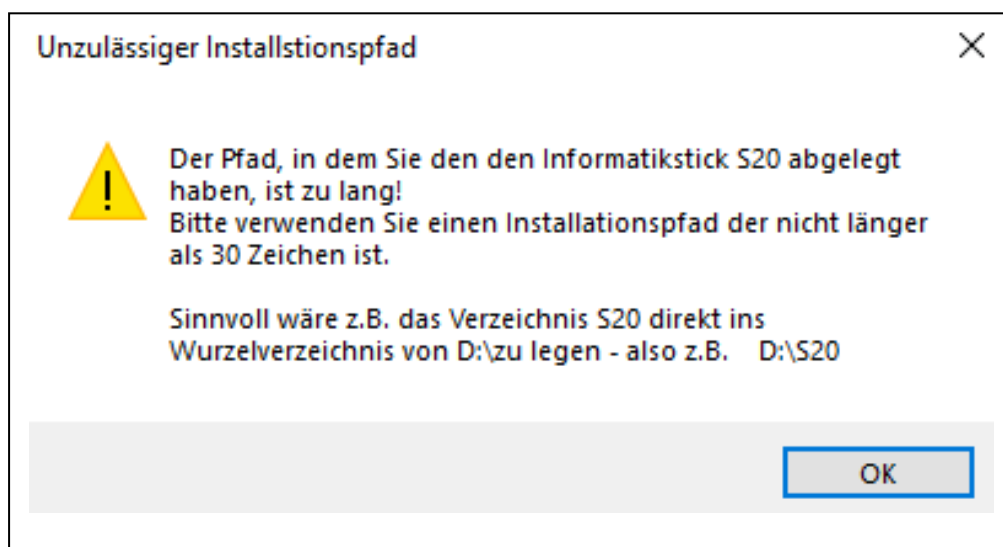 Unzulässiger Installstionspfad
Der Pfad, in dem Sie den den Informatikstick S20 abgelegt
haben, ist zu lang!
Bitte verwenden Sie einen Installationspfad der nicht länger
als 30 Zeichen ist.
Sinnvoll wäre z.B. das Verzeichnis S20 direkt ins
Wurzelverzeichnis von D:\zu legen - also z.B.    D:\S20
OK